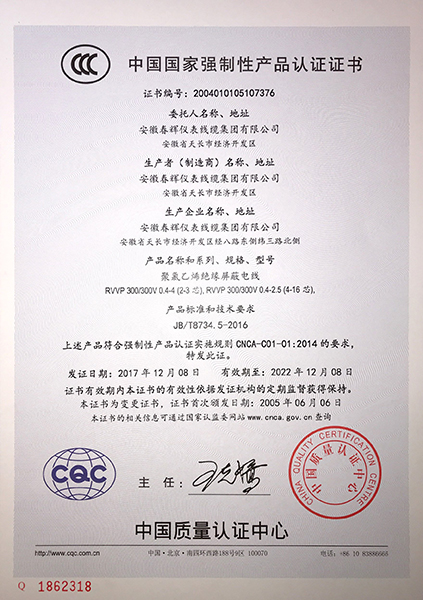 CCC
中国国家强制性产品认证证书
证书编号：2004010105107376
委托人名称、地址
安徽春辉仪表线缆集团有限公司
安徽省天长市经济开发区
生产者（制造商）名称、地址
安徽春辉仪表线缆集团有限公司
安徽省天长市经济开发区
生产企业名称、地址
安徽春辉仪表线缆集团有限公司
安徽省天长市经济开发区经八路东侧纬三路北侧
产品名称和系列、规格、型号
聚氯乙烯绝缘屏蔽电线
RVVP 300/300V 0.4-4 (2-3 芯), RVVP 300/300V 0.4-2.5 (4-16 芯),
产品标准和技术要求
JB/T8734.5-2016
上述产品符合强制性产品认证实施规则 CNCA-C01-01:2014 的要求，
特发此证。
发证日期：2017 年 12 月 08 日 有效期至：2022 年 12 月 08 日
证书有效期内本证书的有效性依据发证机构的定期监督获得保持。
本证书为变更证书，证书首次颁发日期：2005 年 06 月 06 日
本证书的相关信息可通过国家认监委网站 www.cnca.gov.cn 查询
CQC
主 任：
CHINA QUALITY CERTIFICATION CENTRE
中国质量认证中心
中国质量认证中心
http://www.cqc.com.cn
中国·北京·南四环西路188号9区 100070
电话：+86 10 83886666
Q 1862318